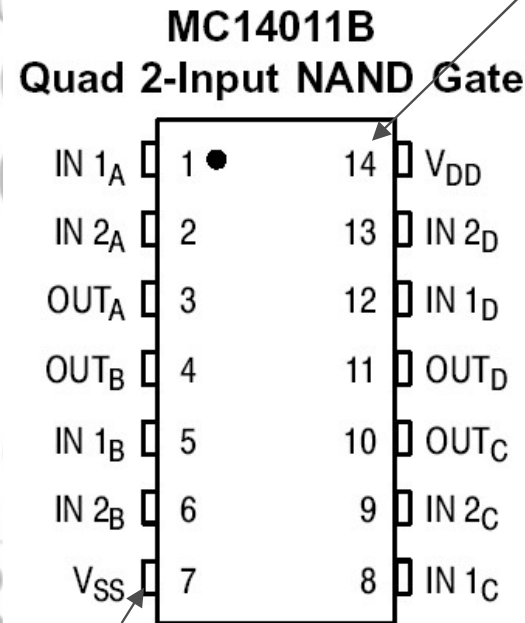 MC14011B
Quad 2-Input NAND Gate
IN 1A 1 14 VDD
IN 2A 2 13 IN 2D
OUTA 3 12 IN 1D
OUTB 4 11 OUTD
IN 1B 5 10 OUTC
IN 2B 6 9 IN 2C
VSS 7 8 IN 1C